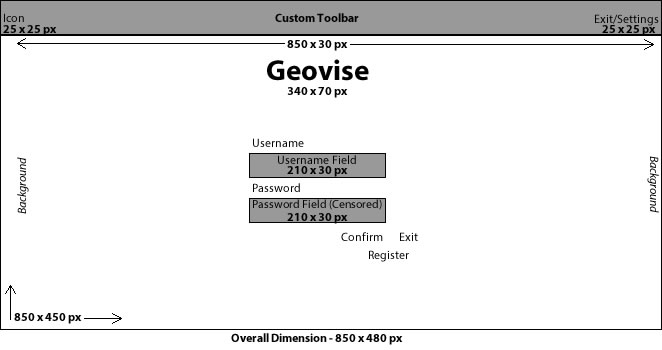 Icon
25 x 25 px
Custom Toolbar
Exit/Settings
25 x 25 px
850 x 30 px
Geovise
340 x 70 px
Username
Username Field
210 x 30 px
Password
Password Field (Censored)
210 x 30 px
Confirm Exit
Register
Background
Background
850 x 450 px
Overall Dimension - 850 x 480 px